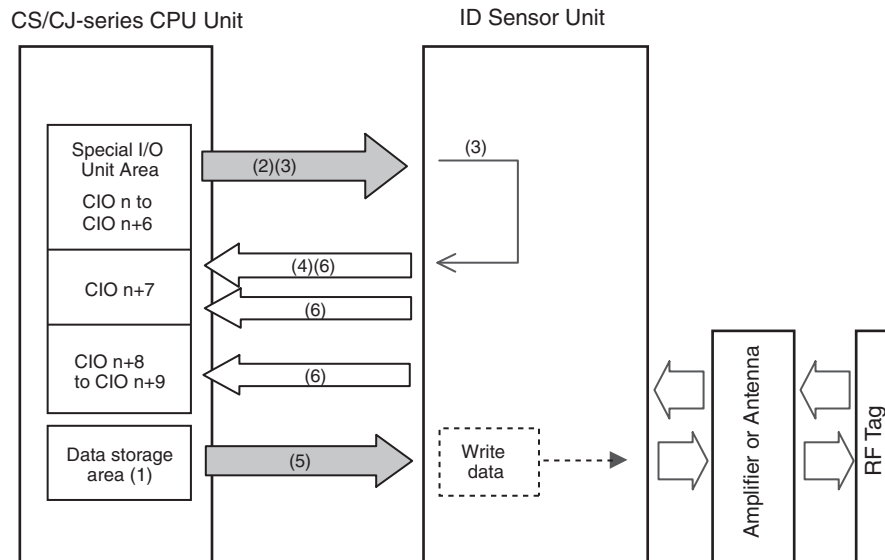 CS/CJ-series CPU Unit
ID Sensor Unit
Special I/O
Unit Area
CIO n to
CIO n+6
(2)(3)
(3)
CIO n+7
(4)(6)
(6)
CIO n+8
to CIO n+9
(6)
Data storage
area (1)
(5)
Write
data
Amplifier or Antenna
RF Tag